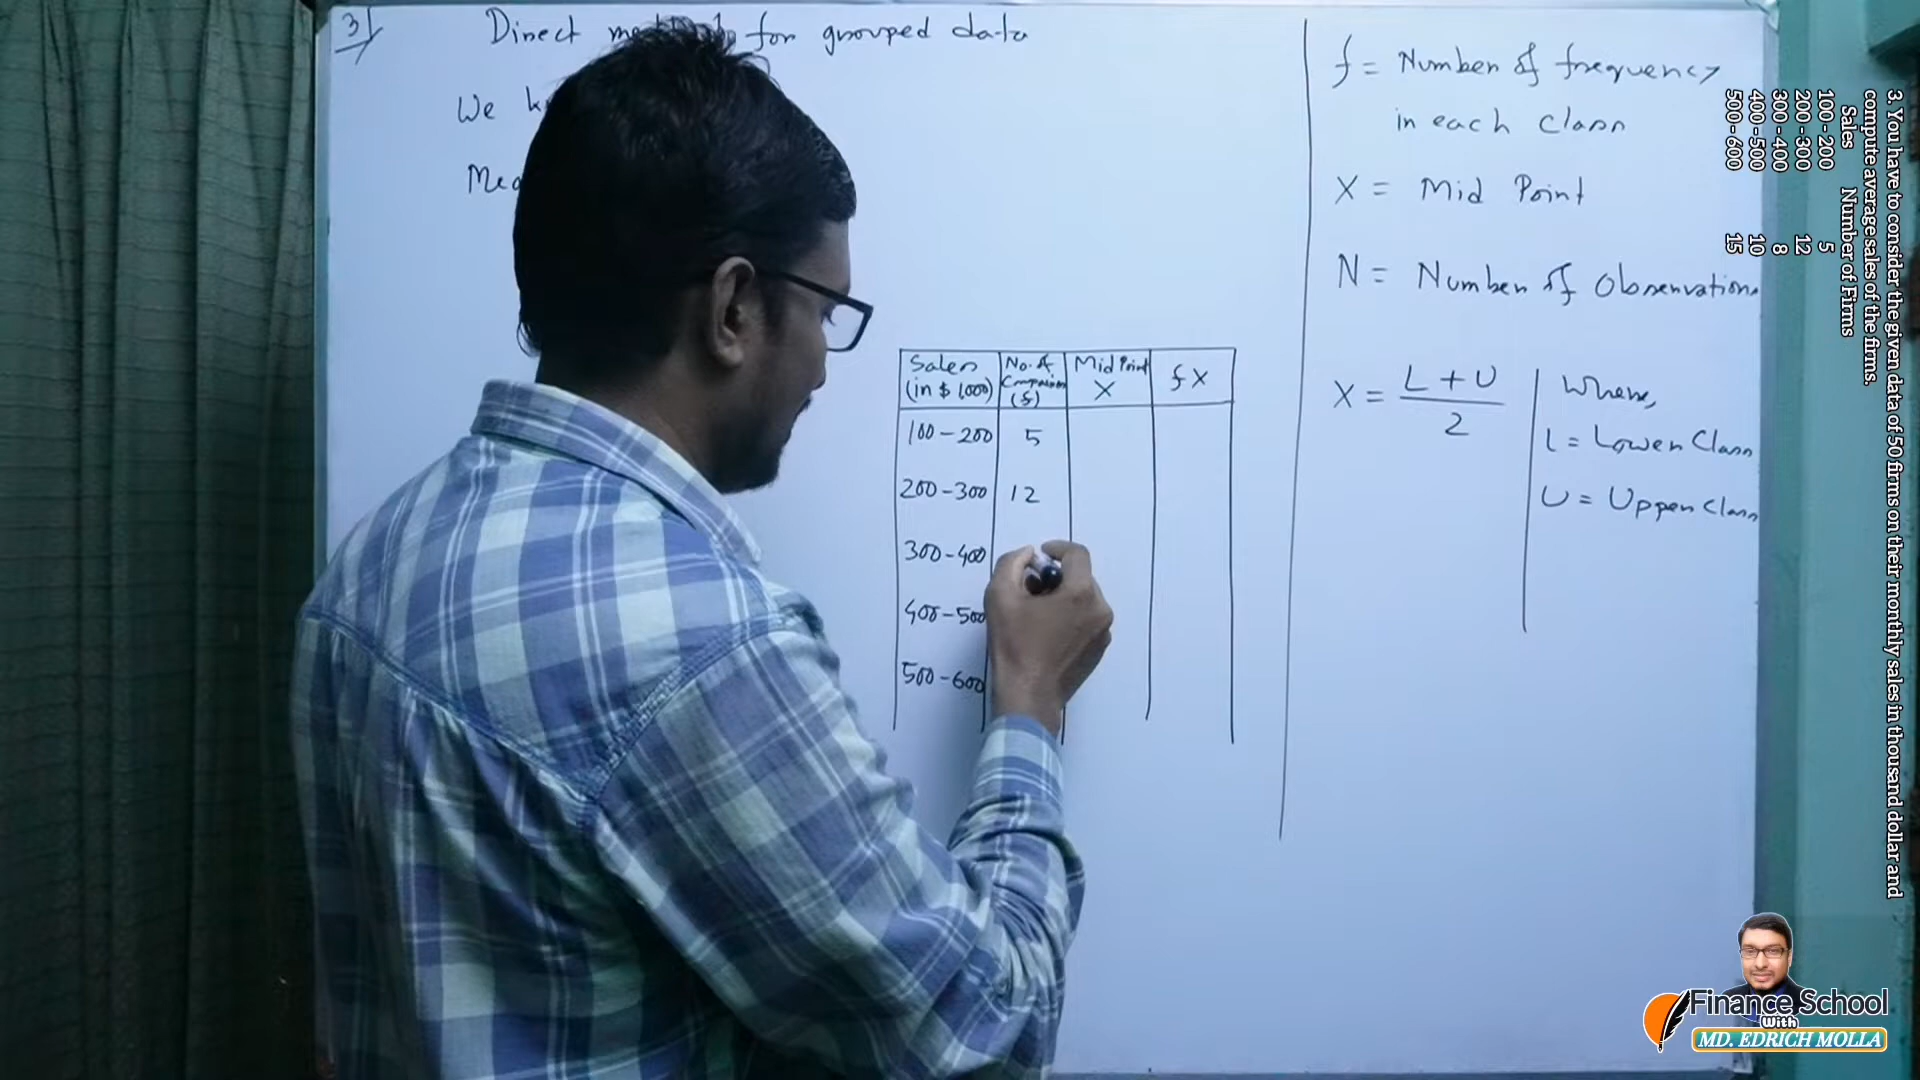 3/
Direct for grouped data
We
f = Number of frequency
in each class
X = Mid Point
N = Number of Observations
X = L + U
2
Where,
L = Lower Class
U = Upper Class
Sales
(in $ 1,000)
No. of
Companies
(f)
Mid Point
X
fX
100-200 5
200-300 12
300-400
400-500
500-600
3. You have to consider the given data of 50 firms on their monthly sales in thousand dollar and
compute average sales of the firms.
Sales Number of Firms
100-200 5
200-300 12
300-400 8
400-500 10
500-600 15
Finance School
With
MD. EDRICH MOLLA